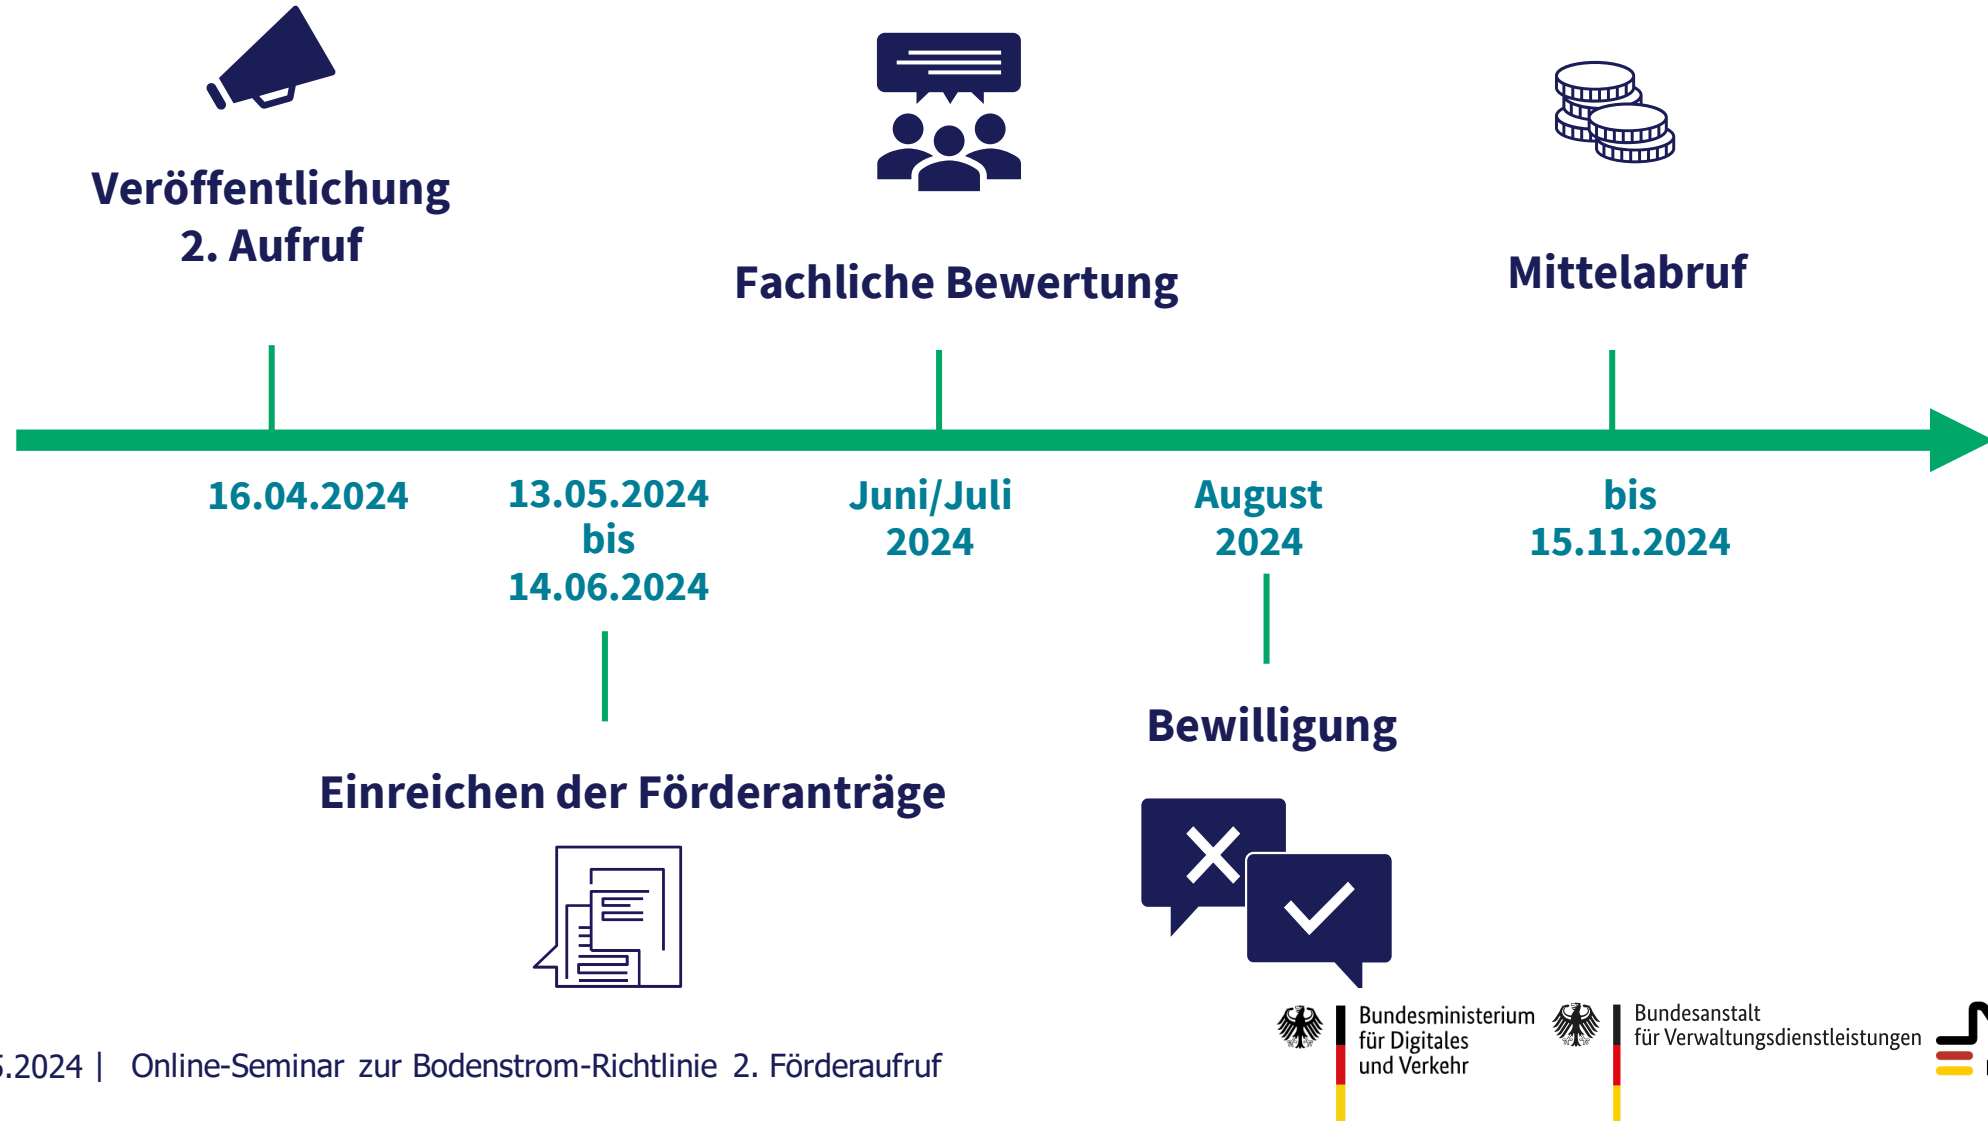 Veröffentlichung
2. Aufruf
Fachliche Bewertung
Mittelabruf
16.04.2024
13.05.2024
bis
14.06.2024
Juni/Juli
2024
August
2024
bis
15.11.2024
Einreichen der Förderanträge
Bewilligung
.2024 | Online-Seminar zur Bodenstrom-Richtlinie 2. Förderaufruf
Bundesministerium
für Digitales
und Verkehr
Bundesanstalt
für Verwaltungsdienstleistungen